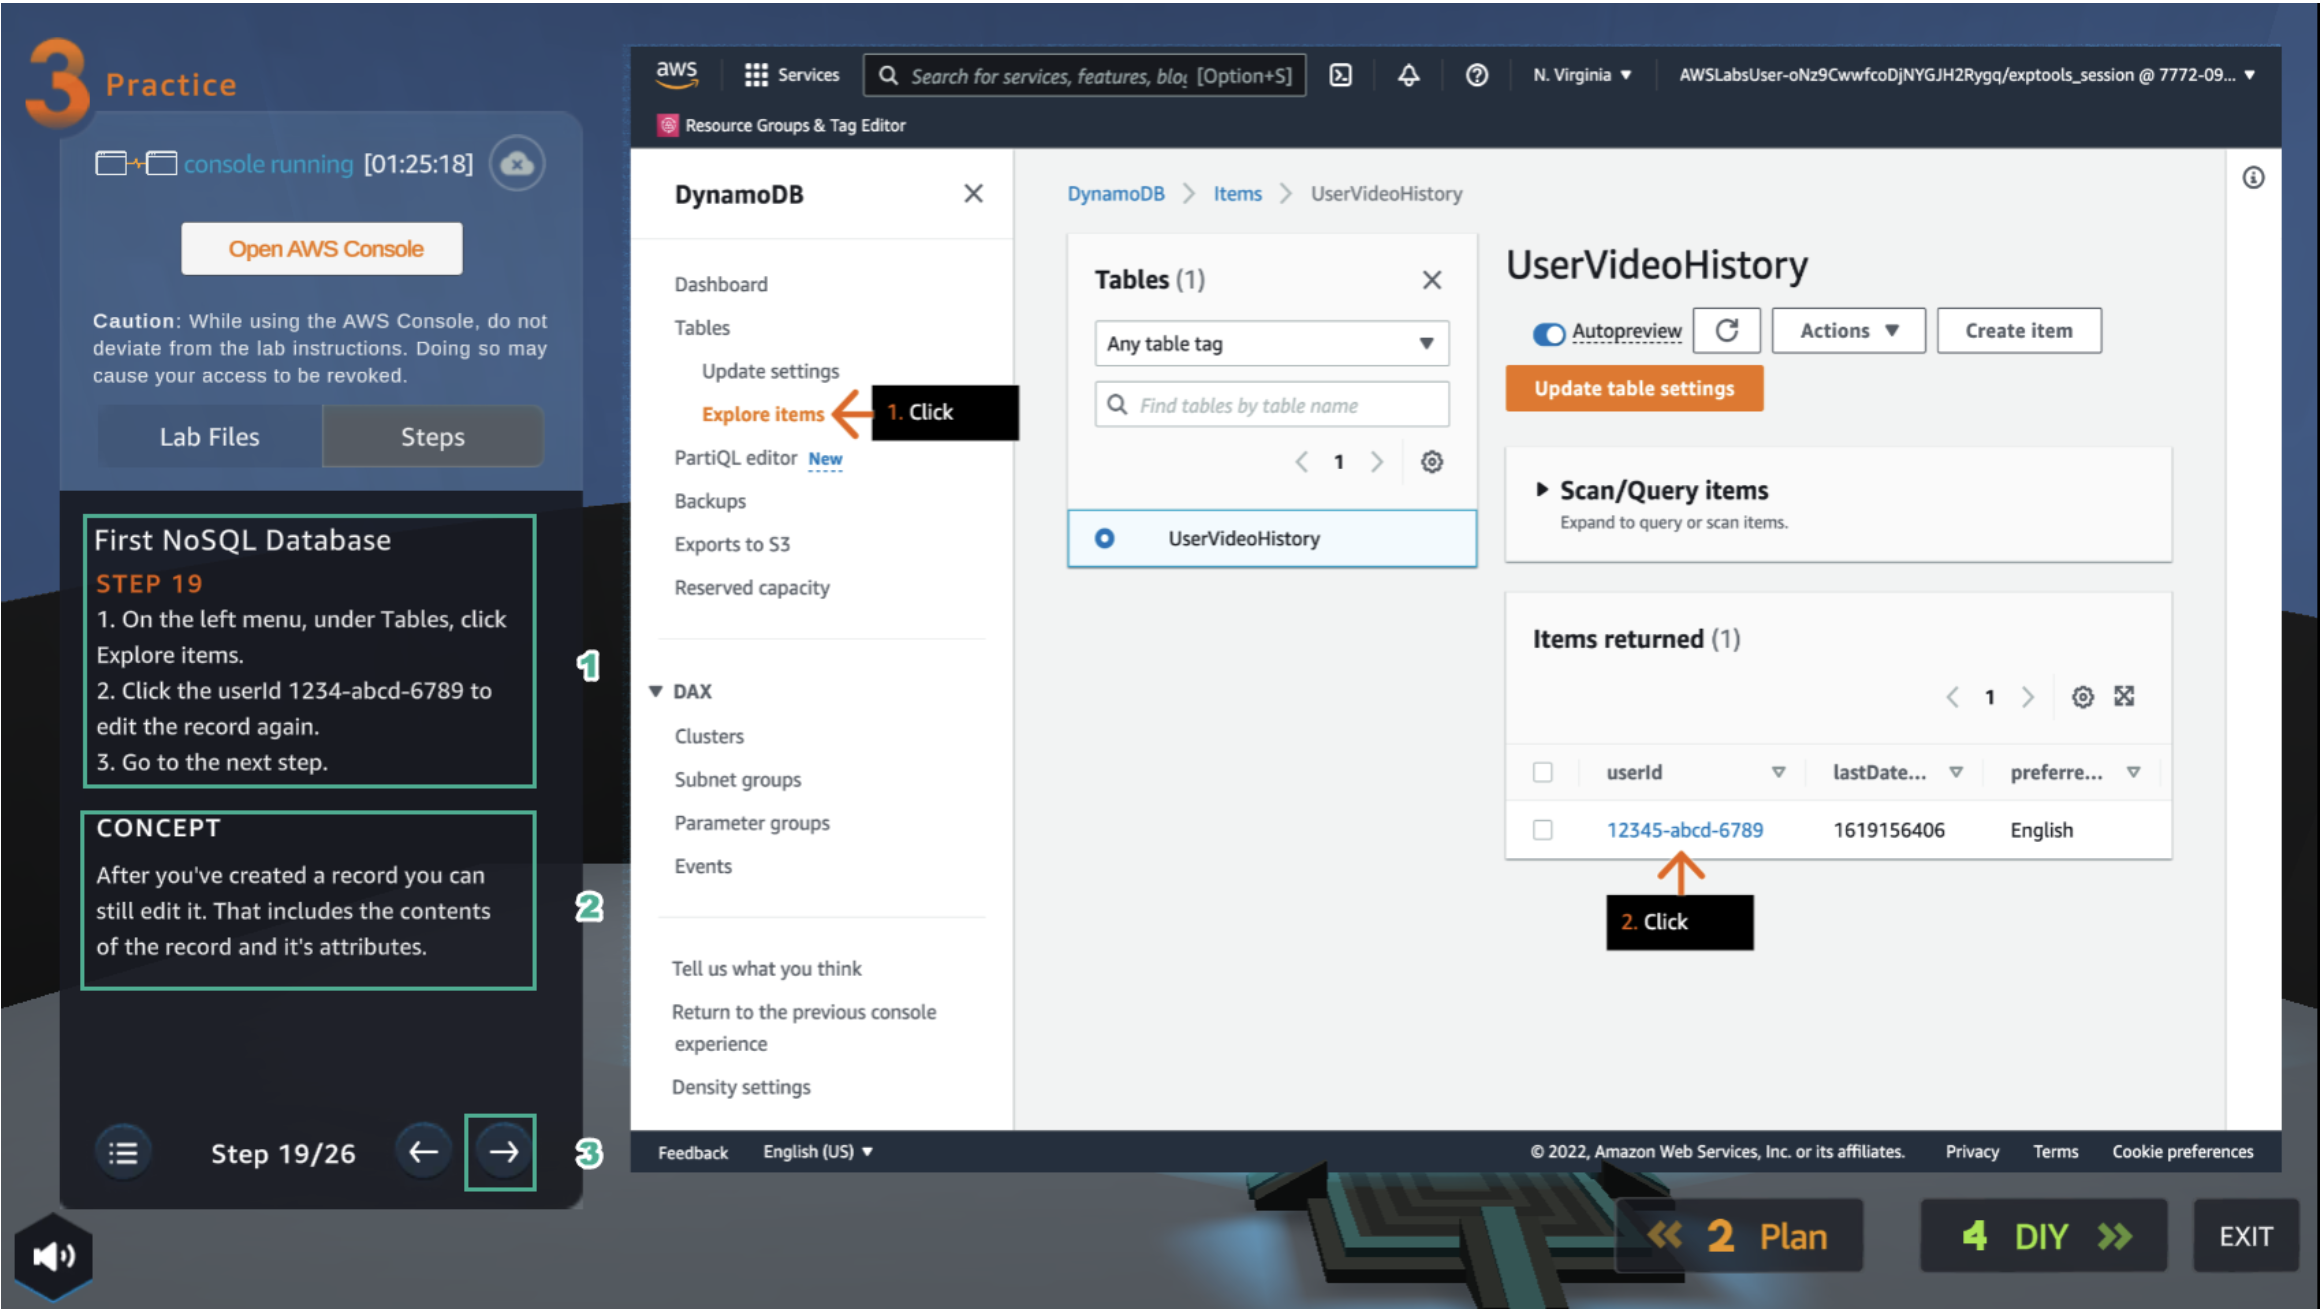 3 Practice
console running [01:25:18]
Open AWS Console
Caution: While using the AWS Console, do not
deviate from the lab instructions. Doing so may
cause your access to be revoked.
Lab Files
Steps
First NoSQL Database
STEP 19
1. On the left menu, under Tables, click
Explore items.
2. Click the userId 1234-abcd-6789 to
edit the record again.
3. Go to the next step.
1
CONCEPT
After you've created a record you can
still edit it. That includes the contents
of the record and it's attributes.
2
Step 19/26
3
aws
Services
Search for services, features, blog [Option+S]
N. Virginia
AWSLabsUser-oNz9CwwfcoDjNYGJH2Rygq/exptools_session @ 7772-09...
Resource Groups & Tag Editor
DynamoDB
Dashboard
Tables
Update settings
Explore items
1. Click
PartiQL editor New
Backups
Exports to S3
Reserved capacity
DAX
Clusters
Subnet groups
Parameter groups
Events
Tell us what you think
Return to the previous console
experience
Density settings
DynamoDB
Items
UserVideoHistory
Tables (1)
Any table tag
Find tables by table name
1
UserVideoHistory
UserVideoHistory
Autopreview
Actions
Create item
Update table settings
Scan/Query items
Expand to query or scan items.
Items returned (1)
1
userId
lastDate...
preferre...
12345-abcd-6789
1619156406
English
2. Click
Feedback
English (US)
© 2022, Amazon Web Services, Inc. or its affiliates.
Privacy
Terms
Cookie preferences
2 Plan
4 DIY
EXIT